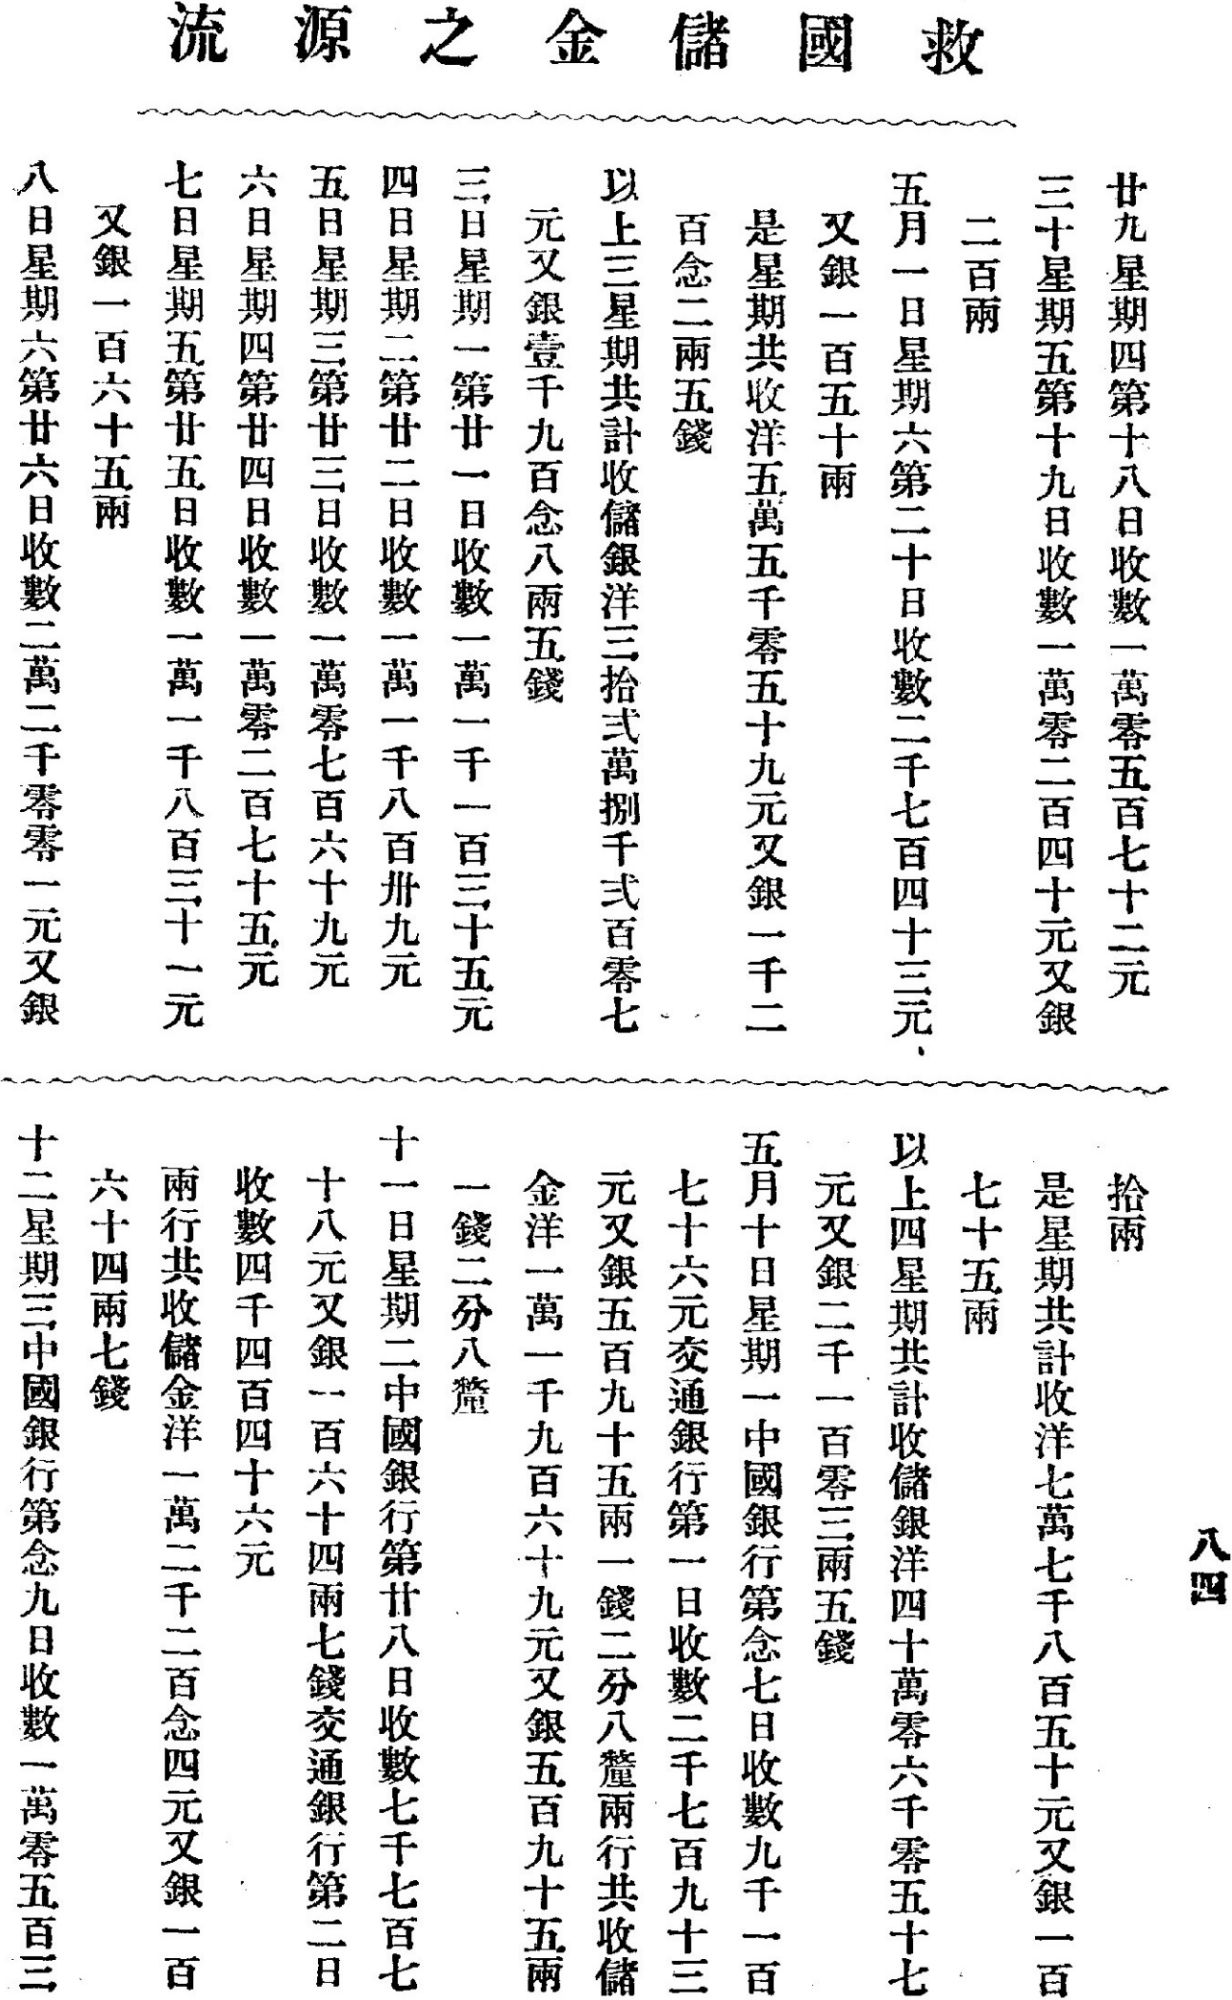 救國儲金之源流
廿九星期四第十八日收數一萬零五百七十二元
三十星期五第十九日收數一萬零二百四十元又銀
二百兩
五月一日星期六第二十日收數二千七百四十三元、
又銀一百五十兩
是星期共收洋五萬五千零五十九元又銀一千二
百念二兩五錢
以上三星期共計收儲銀洋三拾弍萬捌千弍百零七
元又銀壹千九百念八兩五錢
三日星期一第廿一日收數一萬一千一百三十五元
四日星期二第廿二日收數一萬一千八百卅九元
五日星期三第廿三日收數一萬零七百六十九元
六日星期四第廿四日收數一萬零二百七十五元
七日星期五第廿五日收數一萬一千八百三十一元
又銀一百六十五兩
八日星期六第廿六日收數二萬二千零零一元又銀
拾兩
是星期共計收洋七萬七千八百五十元又銀一百
七十五兩
以上四星期共計收儲銀洋四十萬零六千零五十七
元又銀二千一百零三兩五錢
五月十日星期一中國銀行第念七日收數九千一百
七十六元交通銀行第一日收數二千七百九十三
元又銀五百九十五兩一錢二分八釐兩行共收儲
金洋一萬一千九百六十九元又銀五百九十五兩
一錢二分八釐
十一日星期二中國銀行第廿八日收數七千七百七
十八元又銀一百六十四兩七錢交通銀行第二日
收數四千四百四十六元
兩行共收儲金洋一萬二千二百念四元又銀一百
六十四兩七錢
十二星期三中國銀行第念九日收數一萬零五百三
八四